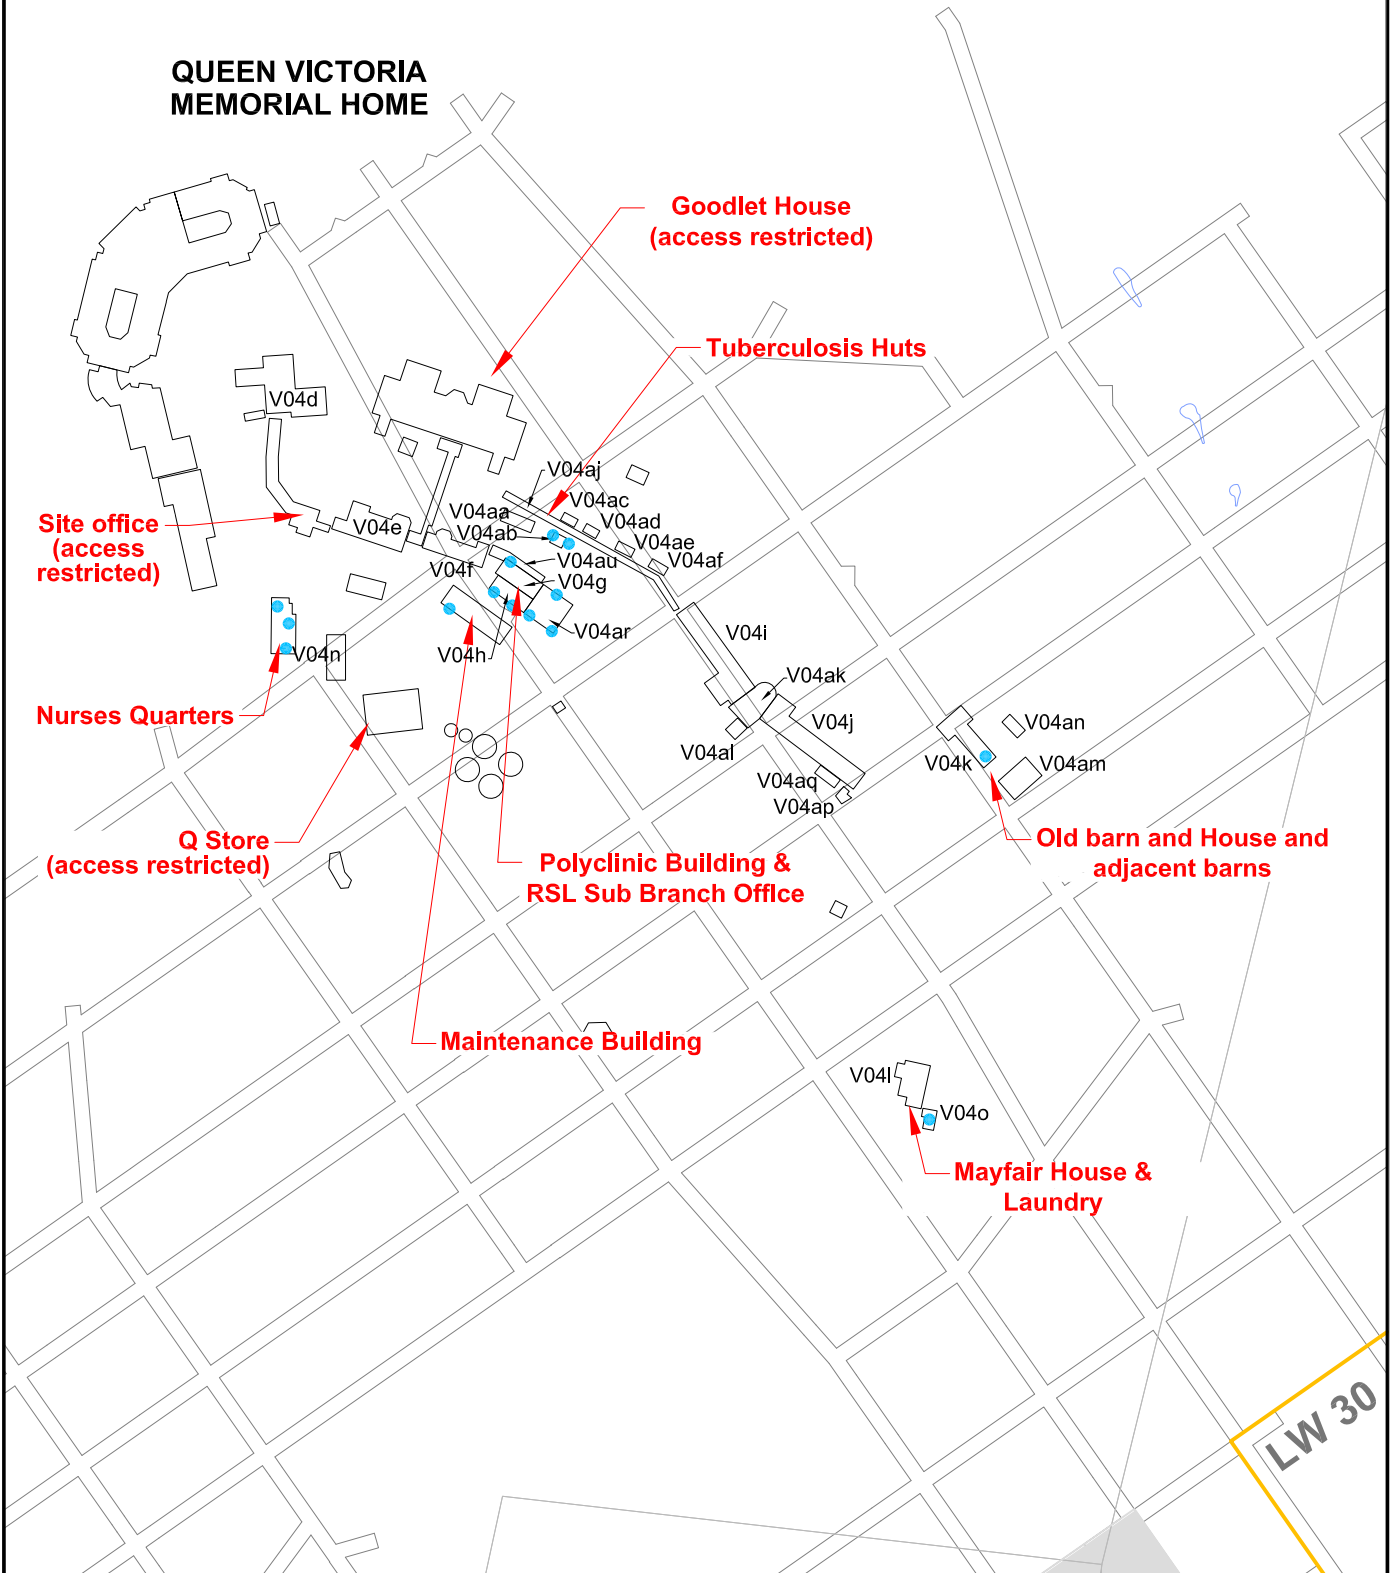 QUEEN VICTORIA
MEMORIAL HOME
Goodlet House
(access restricted)
Tuberculosis Huts
V04d
V04aj
V04ac
V04aa
V04ad
Site office
(access
restricted)
V04e
V04ab
V04ae
V04au
V04af
V04f
V04g
V04i
V04ar
V04h
V04n
V04ak
Nurses Quarters
V04j
V04an
V04al
V04k
V04am
V04aq
V04ap
Q Store
(access restricted)
Old barn and House and
adjacent barns
Polyclinic Building &
RSL Sub Branch Office
Maintenance Building
V04l
V04o
Mayfair House &
Laundry
LW 30